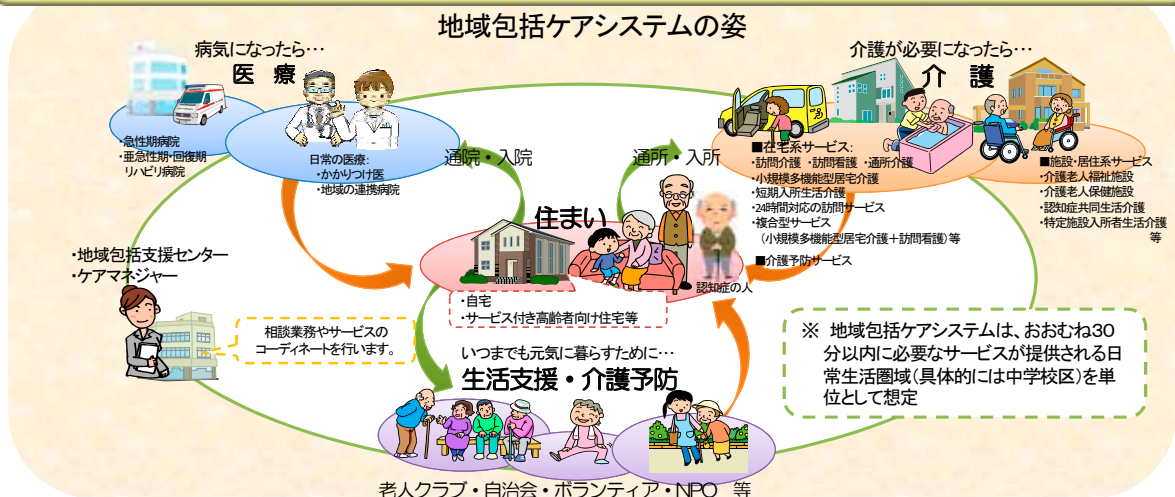 地域包括ケアシステムの姿
病気になったら…
医 療
・急性期病院
・亜急性期・回復期
リハビリ病院
日常の医療:
・かかりつけ医
・地域の連携病院
通院・入院
通所・入所
介護が必要になったら…
介 護
■在宅系サービス:
・訪問介護 ・訪問看護 ・通所介護
・小規模多機能型居宅介護
・短期入所生活介護
・24時間対応の訪問サービス
・複合型サービス
(小規模多機能型居宅介護+訪問看護)等
■介護予防サービス
■施設・居住系サービス
・介護老人福祉施設
・介護老人保健施設
・認知症共同生活介護
・特定施設入所者生活介護
等
住まい
認知症の人
・自宅
・サービス付き高齢者向け住宅等
・地域包括支援センター
・ケアマネジャー
相談業務やサービスの
コーディネートを行います。
いつまでも元気に暮らすために…
生活支援・介護予防
老人クラブ・自治会・ボランティア・NPO 等
※ 地域包括ケアシステムは、おおむね30
分以内に必要なサービスが提供される日
常生活圏域(具体的には中学校区)を単
位として想定